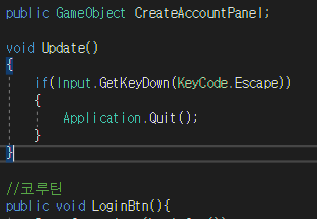 public GameObject CreateAccountPanel;
void Update()
{
if(Input.GetKeyDown(KeyCode.Escape))
{
Application.Quit();
}
}
//코루틴
public void LoginBtn(){